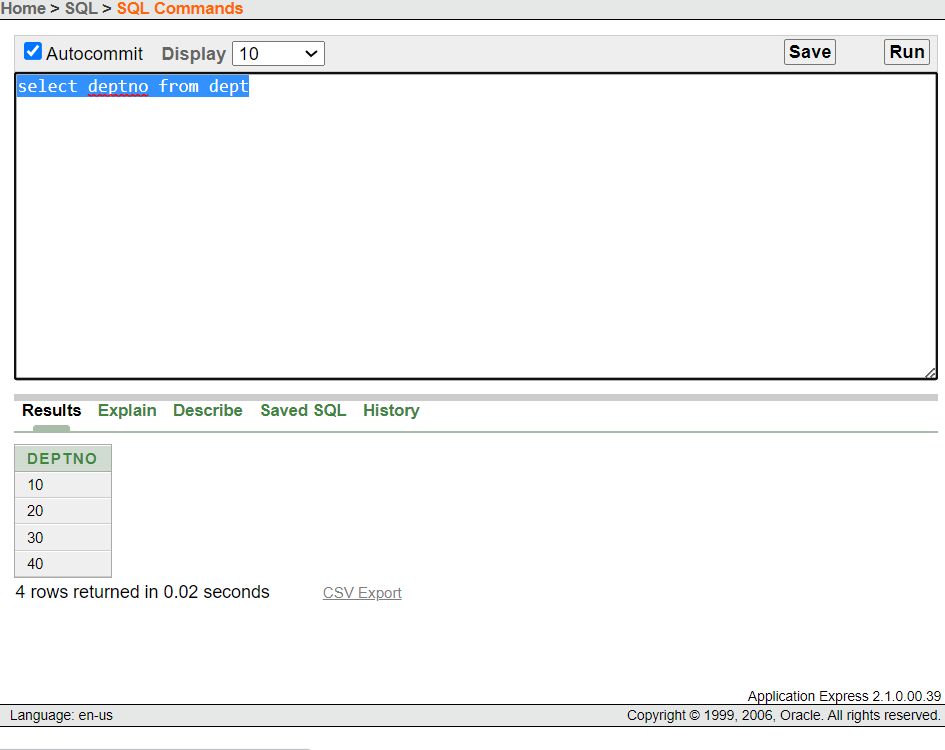 Home > SQL > SQL Commands
Autocommit Display 10 Save Run
select deptno from dept
Results Explain Describe Saved SQL History
DEPTNO
10
20
30
40
4 rows returned in 0.02 seconds CSV Export
Application Express 2.1.0.00.39
Language: en-us Copyright © 1999, 2006, Oracle. All rights reserved.